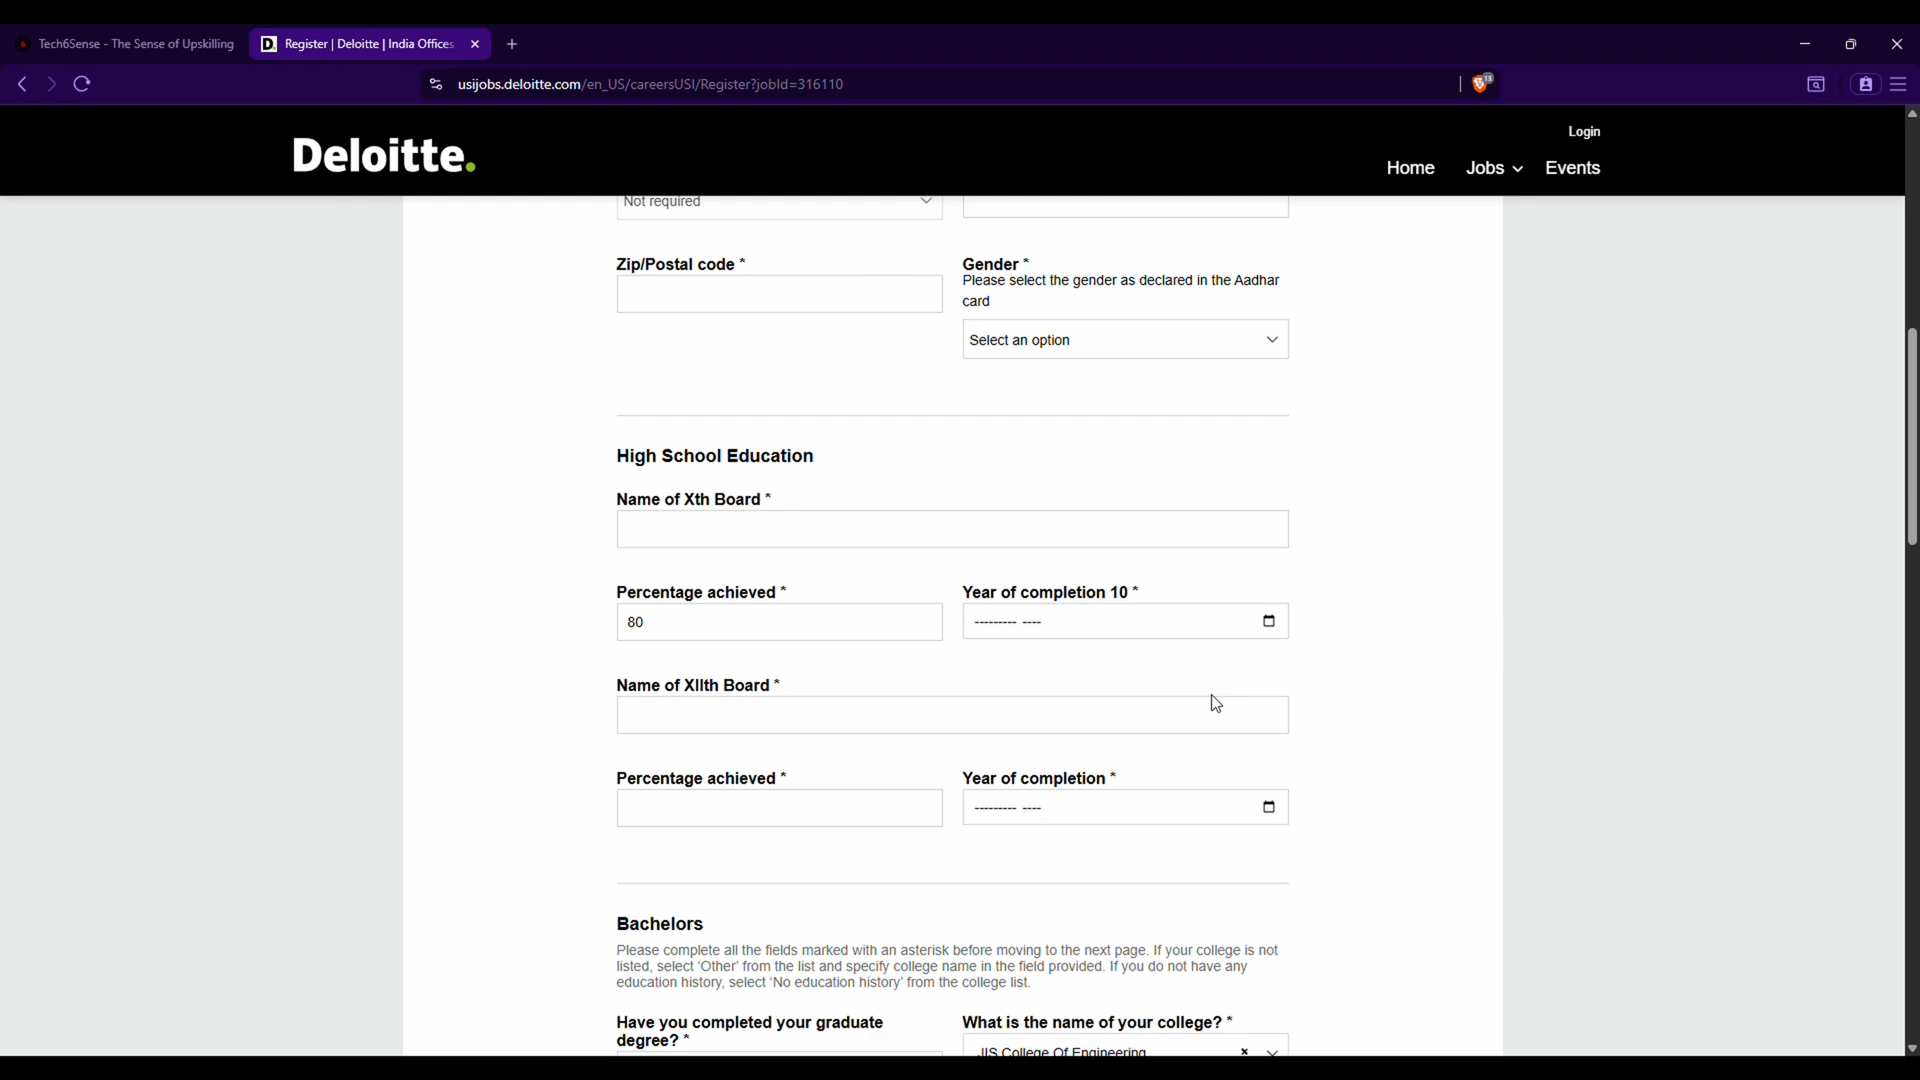 Tech6Sense - The Sense of Upskilling
Register | Deloitte | India Offices
usijobs.deloitte.com/en_US/careersUSI/Register?jobId=316110
13
Login
Deloitte.
Home
Jobs
Events
Not required
Zip/Postal code *
Gender *
Please select the gender as declared in the Aadhar
card
Select an option
High School Education
Name of Xth Board *
Percentage achieved *
Year of completion 10 *
80
--------- ----
Name of XIIth Board *
Percentage achieved *
Year of completion *
--------- ----
Bachelors
Please complete all the fields marked with an asterisk before moving to the next page. If your college is not
listed, select 'Other' from the list and specify college name in the field provided. If you do not have any
education history, select 'No education history' from the college list.
Have you completed your graduate
degree? *
What is the name of your college? *
JIS College Of Engineering